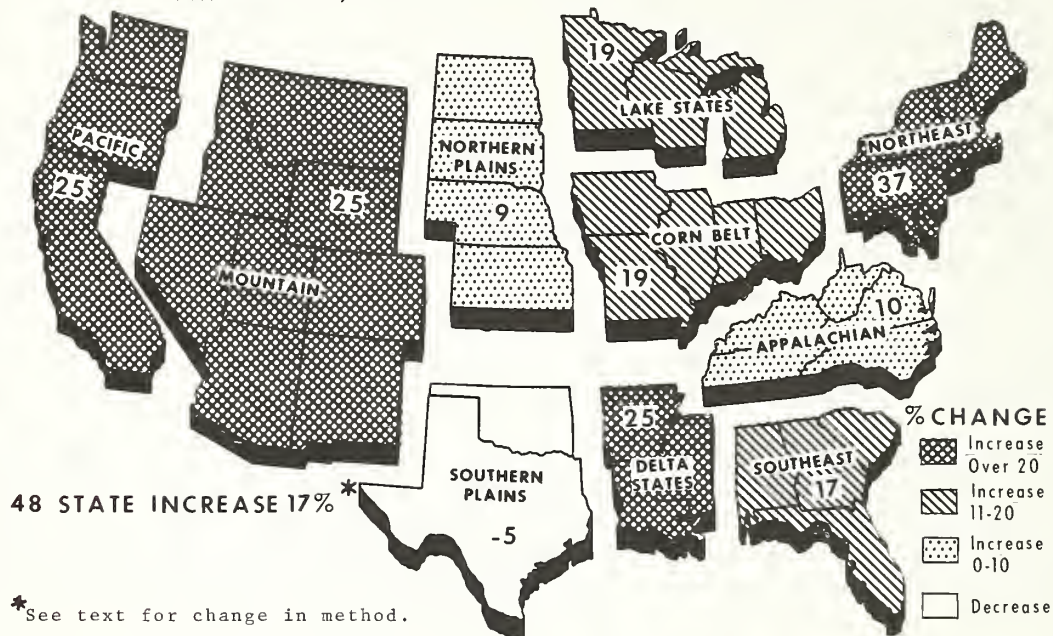 19
LAKE STATES
PACIFIC
25
NORTHERN
PLAINS
9
25
MOUNTAIN
NORTHEAST
37
CORN BELT
19
10
APPALACHIAN
25
DELTA
STATES
SOUTHEAST
17
SOUTHERN
PLAINS
-5
% CHANGE
Increase
Over 20
Increase
11-20
Increase
0-10
Decrease
48 STATE INCREASE 17% *
*See text for change in method.